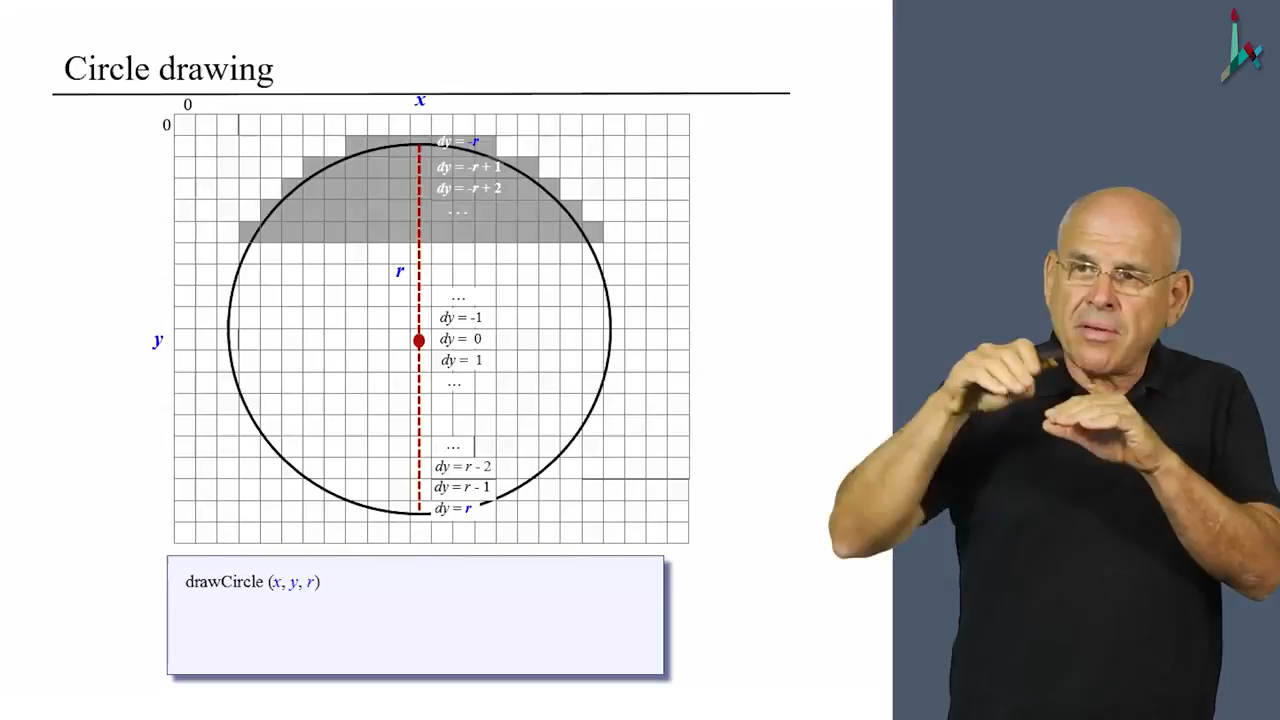 Circle drawing
0
x
0
dy = -r
dy = -r + 1
dy = -r + 2
...
r
...
dy = -1
y
dy = 0
dy = 1
...
...
dy = r - 2
dy = r - 1
dy = r
drawCircle (x, y, r)